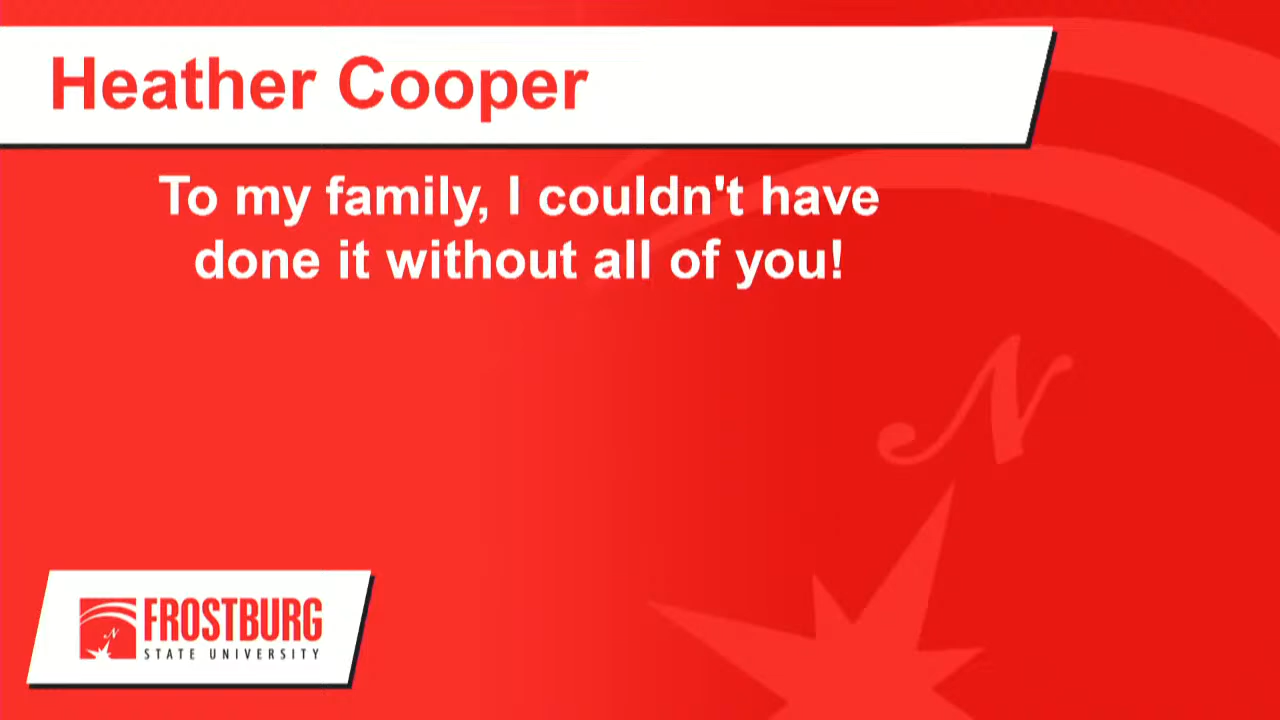 Heather Cooper
To my family, I couldn't have
done it without all of you!
N
N
FROSTBURG
STATE UNIVERSITY